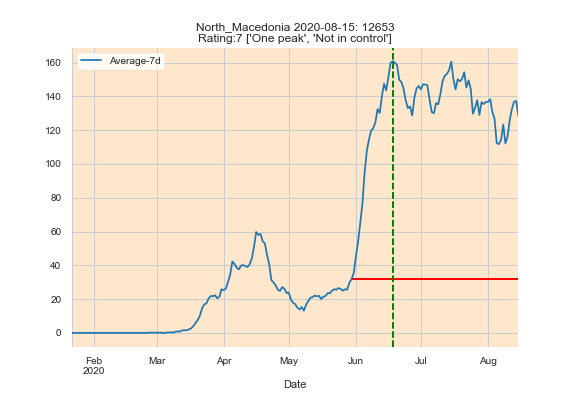 North_Macedonia 2020-08-15: 12653
Rating:7 ['One peak', 'Not in control']
Average-7d
160
140
120
100
80
60
40
20
0
Feb Mar Apr May Jun Jul Aug
2020
Date